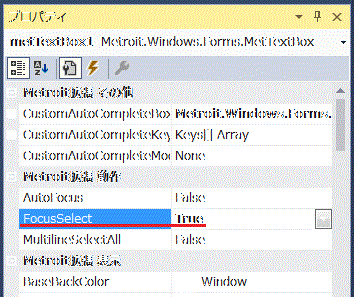 プロパティ
metTextBox1 Metroit.Windows.Forms.MetTextBox
Metroit拡張 その他
CustomAutoCompleteBox Metroit.Windows.Forms.
CustomAutoCompleteKey Keys[] Array
CustomAutoCompleteMod None
Metroit拡張 動作
AutoFocus False
FocusSelect True
MultilineSelectAll False
Metroit拡張 表示
BaseBackColor Window